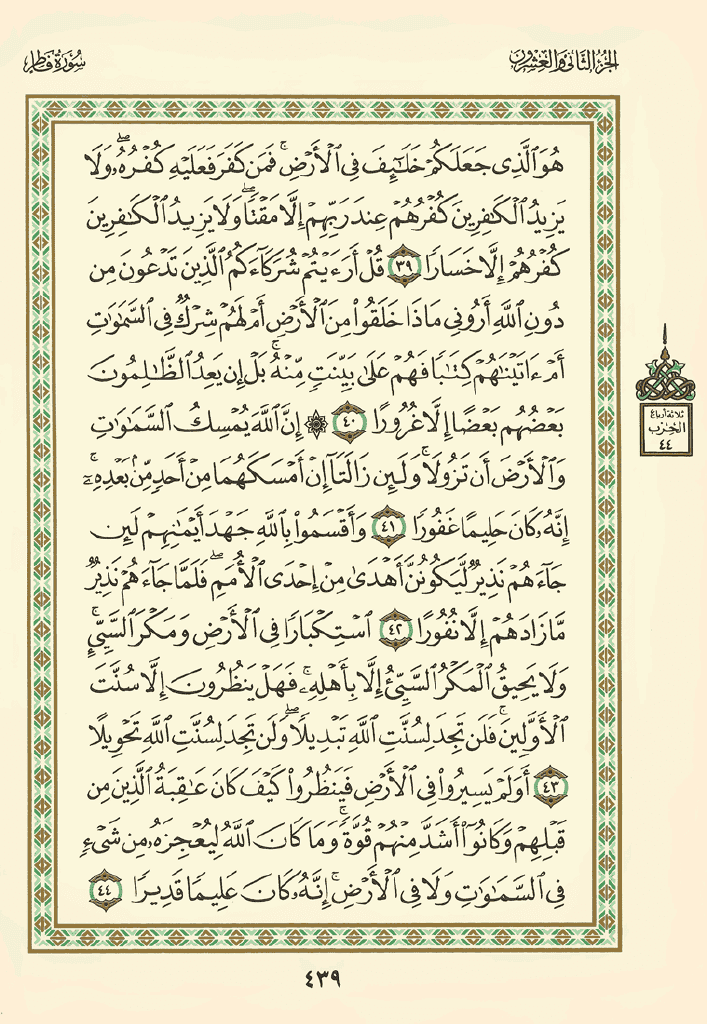 الجزء الثاني والعشرون
سُورَةُ فَاطِرٍ
هُوَ ٱلَّذِى جَعَلَكُمْ خَلَـٰٓئِفَ فِى ٱلْأَرْضِ ۚ فَمَن كَفَرَ فَعَلَيْهِ كُفْرُهُۥ ۖ وَلَا
يَزِيدُ ٱلْكَـٰفِرِينَ كُفْرُهُمْ عِندَ رَبِّهِمْ إِلَّا مَقْتًا ۖ وَلَا يَزِيدُ ٱلْكَـٰفِرِينَ
كُفْرُهُمْ إِلَّا خَسَارًا ٣٩ قُلْ أَرَءَيْتُمْ شُرَكَآءَكُمُ ٱلَّذِينَ تَدْعُونَ مِن
دُونِ ٱللَّهِ أَرُونِى مَاذَا خَلَقُوا۟ مِنَ ٱلْأَرْضِ أَمْ لَهُمْ شِرْكٌ فِى ٱلسَّمَـٰوَٰتِ
أَمْ ءَاتَيْنَـٰهُمْ كِتَـٰبًا فَهُمْ عَلَىٰ بَيِّنَتٍ مِّنْهُ ۚ بَلْ إِن يَعِدُ ٱلظَّـٰلِمُونَ
بَعْضُهُم بَعْضًا إِلَّا غُرُورًا ٤٠ ۞ إِنَّ ٱللَّهَ يُمْسِكُ ٱلسَّمَـٰوَٰتِ
وَٱلْأَرْضَ أَن تَزُولَا ۚ وَلَئِن زَالَتَآ إِنْ أَمْسَكَهُمَا مِنْ أَحَدٍ مِّنۢ بَعْدِهِۦٓ ۚ
إِنَّهُۥ كَانَ حَلِيمًا غَفُورًا ٤١ وَأَقْسَمُوا۟ بِٱللَّهِ جَهْدَ أَيْمَـٰنِهِمْ لَئِن
جَآءَهُمْ نَذِيرٌ لَّيَكُونُنَّ أَهْدَىٰ مِنْ إِحْدَى ٱلْأُمَمِ ۖ فَلَمَّا جَآءَهُمْ نَذِيرٌ
مَّا زَادَهُمْ إِلَّا نُفُورًا ٤٢ ٱسْتِكْبَارًا فِى ٱلْأَرْضِ وَمَكْرَ ٱلسَّيِّئِ ۚ
وَلَا يَحِيقُ ٱلْمَكْرُ ٱلسَّيِّئُ إِلَّا بِأَهْلِهِۦ ۚ فَهَلْ يَنظُرُونَ إِلَّا سُنَّتَ
ٱلْأَوَّلِينَ ۚ فَلَن تَجِدَ لِسُنَّتِ ٱللَّهِ تَبْدِيلًا ۖ وَلَن تَجِدَ لِسُنَّتِ ٱللَّهِ تَحْوِيلًا
٤٣ أَوَلَمْ يَسِيرُوا۟ فِى ٱلْأَرْضِ فَيَنظُرُوا۟ كَيْفَ كَانَ عَـٰقِبَةُ ٱلَّذِينَ مِن
قَبْلِهِمْ وَكَانُوٓا۟ أَشَدَّ مِنْهُمْ قُوَّةً ۚ وَمَا كَانَ ٱللَّهُ لِيُعْجِزَهُۥ مِن شَىْءٍ
فِى ٱلسَّمَـٰوَٰتِ وَلَا فِى ٱلْأَرْضِ ۚ إِنَّهُۥ كَانَ عَلِيمًا قَدِيرًا ٤٤
ثلاثة أرباع
الحزب
٤٤
٤٣٩